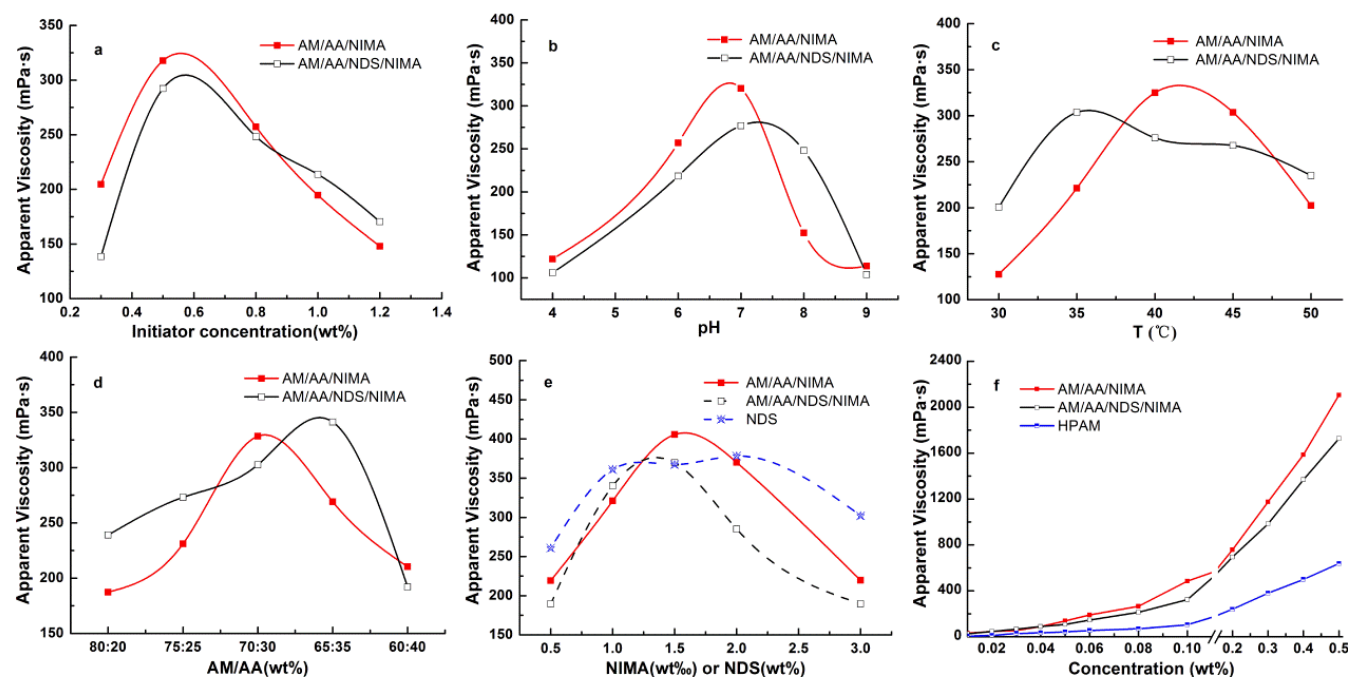 a
AM/AA/NIMA
AM/AA/NDS/NIMA
Apparent Viscosity (mPa·s)
350
300
250
200
150
100
0.2 0.4 0.6 0.8 1.0 1.2 1.4
Initiator concentration(wt%)
b
AM/AA/NIMA
AM/AA/NDS/NIMA
Apparent Viscosity (mPa·s)
400
350
300
250
200
150
100
4 5 6 7 8 9
pH
c
AM/AA/NIMA
AM/AA/NDS/NIMA
Apparent Viscosity (mPa·s)
400
350
300
250
200
150
100
30 35 40 45 50
T (℃)
d
AM/AA/NIMA
AM/AA/NDS/NIMA
Apparent Viscosity (mPa·s)
400
350
300
250
200
150
80:20 75:25 70:30 65:35 60:40
AM/AA(wt%)
e
AM/AA/NIMA
AM/AA/NDS/NIMA
NDS
Apparent Viscosity (mPa·s)
500
450
400
350
300
250
200
150
0.5 1.0 1.5 2.0 2.5 3.0
NIMA(wt‰) or NDS(wt%)
f
AM/AA/NIMA
AM/AA/NDS/NIMA
HPAM
Apparent Viscosity (mPa·s)
2400
2000
1600
1200
800
400
0
0.02 0.04 0.06 0.08 0.10 0.2 0.3 0.4 0.5
Concentration (wt%)